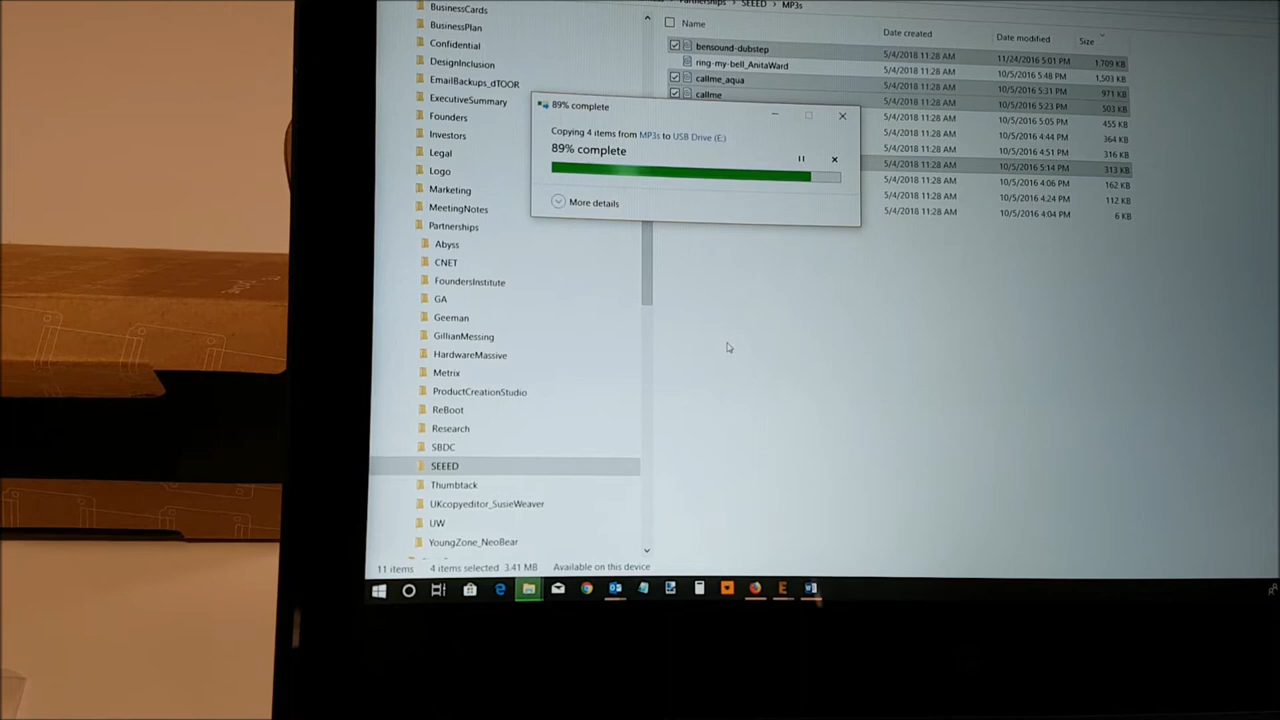 Partnerships > SEEED > MP3s
BusinessCards
BusinessPlan
Confidential
DesignInclusion
EmailBackups_dTOOR
ExecutiveSummary
Founders
Investors
Legal
Logo
Marketing
MeetingNotes
Partnerships
Abyss
CNET
FoundersInstitute
GA
Geeman
GillianMessing
HardwareMassive
Metrix
ProductCreationStudio
ReBoot
Research
SBDC
SEEED
Thumbtack
UKcopyeditor_SusieWeaver
UW
YoungZone_NeoBear
Name Date created Date modified Size
bensound-dubstep 5/4/2018 11:28 AM 11/24/2016 5:01 PM 1,709 KB
ring-my-bell_AnitaWard 5/4/2018 11:28 AM 10/5/2016 5:48 PM 1,503 KB
callme_aqua 5/4/2018 11:28 AM 10/5/2016 5:31 PM 971 KB
callme 5/4/2018 11:28 AM 10/5/2016 5:23 PM 503 KB
5/4/2018 11:28 AM 10/5/2016 5:05 PM 455 KB
5/4/2018 11:28 AM 10/5/2016 4:44 PM 364 KB
5/4/2018 11:28 AM 10/5/2016 4:51 PM 316 KB
5/4/2018 11:28 AM 10/5/2016 5:14 PM 313 KB
5/4/2018 11:28 AM 10/5/2016 4:06 PM 162 KB
5/4/2018 11:28 AM 10/5/2016 4:24 PM 112 KB
5/4/2018 11:28 AM 10/5/2016 4:04 PM 6 KB
89% complete
Copying 4 items from MP3s to USB Drive (E:)
89% complete
More details
11 items 4 items selected 3.41 MB Available on this device